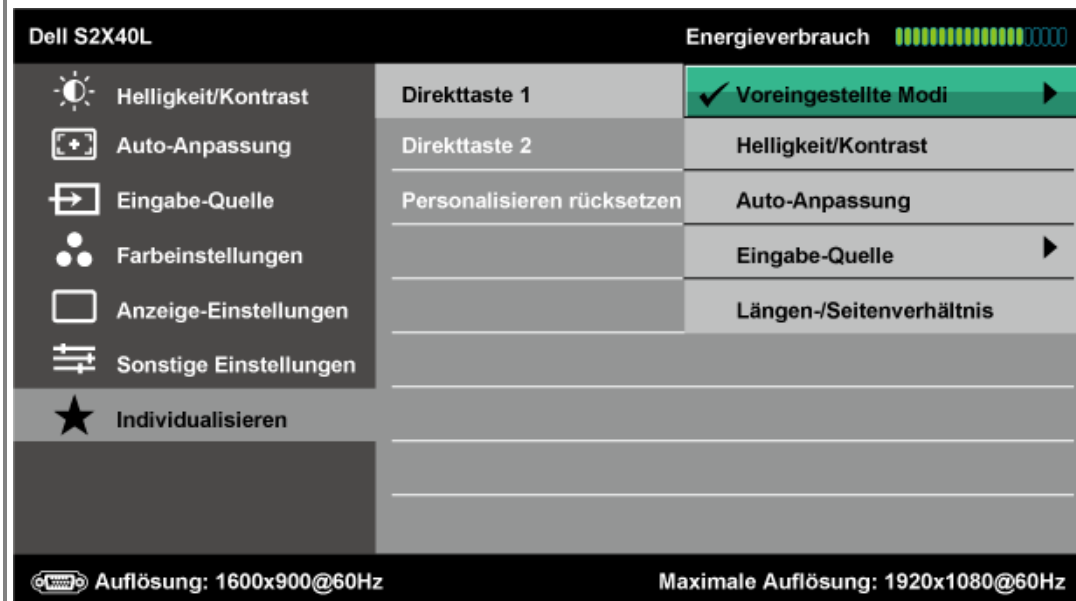 Dell S2X40L Energieverbrauch
Helligkeit/Kontrast Direkttaste 1 Voreingestellte Modi
Auto-Anpassung Direkttaste 2 Helligkeit/Kontrast
Eingabe-Quelle Personalisieren rücksetzen Auto-Anpassung
Farbeinstellungen Eingabe-Quelle
Anzeige-Einstellungen Längen-/Seitenverhältnis
Sonstige Einstellungen
Individualisieren
Auflösung: 1600x900@60Hz Maximale Auflösung: 1920x1080@60Hz